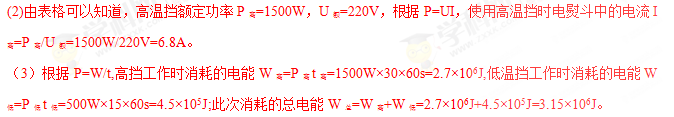 (2)由表格可以知道，高温挡额定功率 P 高=1500W，U 额=220V，根据 P=UI，使用高温挡时电熨斗中的电流 I
高=P 高/U 额=1500W/220V=6.8A。
（3）根据 P=W/t,高挡工作时消耗的电能 W 高=P 高 t 高=1500W×30×60s=2.7×10⁶J,低温挡工作时消耗的电能 W
低=P 低 t 低=500W×15×60s=4.5×10⁵J;此次消耗的总电能 W 总=W 高+W 低=2.7×10⁶J+4.5×10⁵J=3.15×10⁶J。